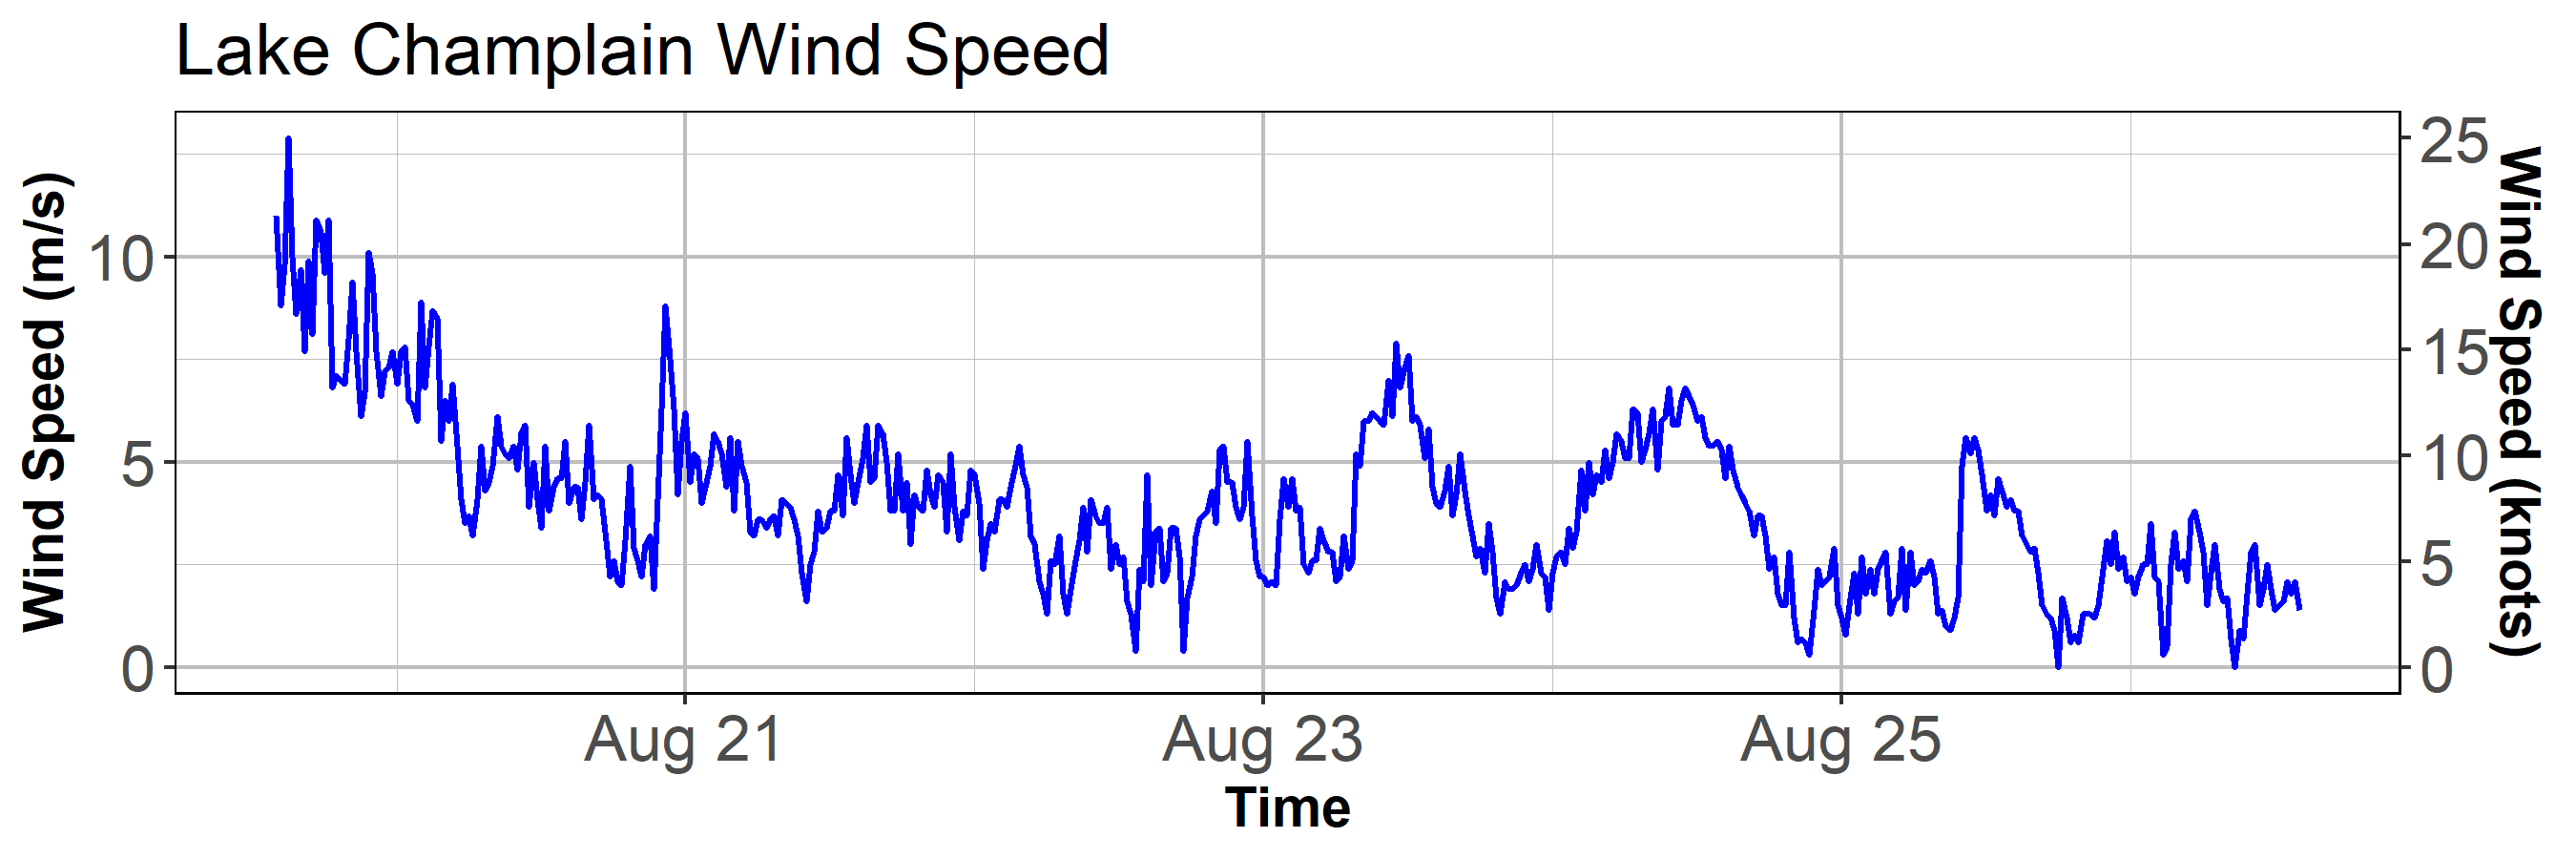 Lake Champlain Wind Speed
Wind Speed (m/s)
10
5
0
25
20
15
10
5
0
Wind Speed (knots)
Aug 21
Aug 23
Aug 25
Time